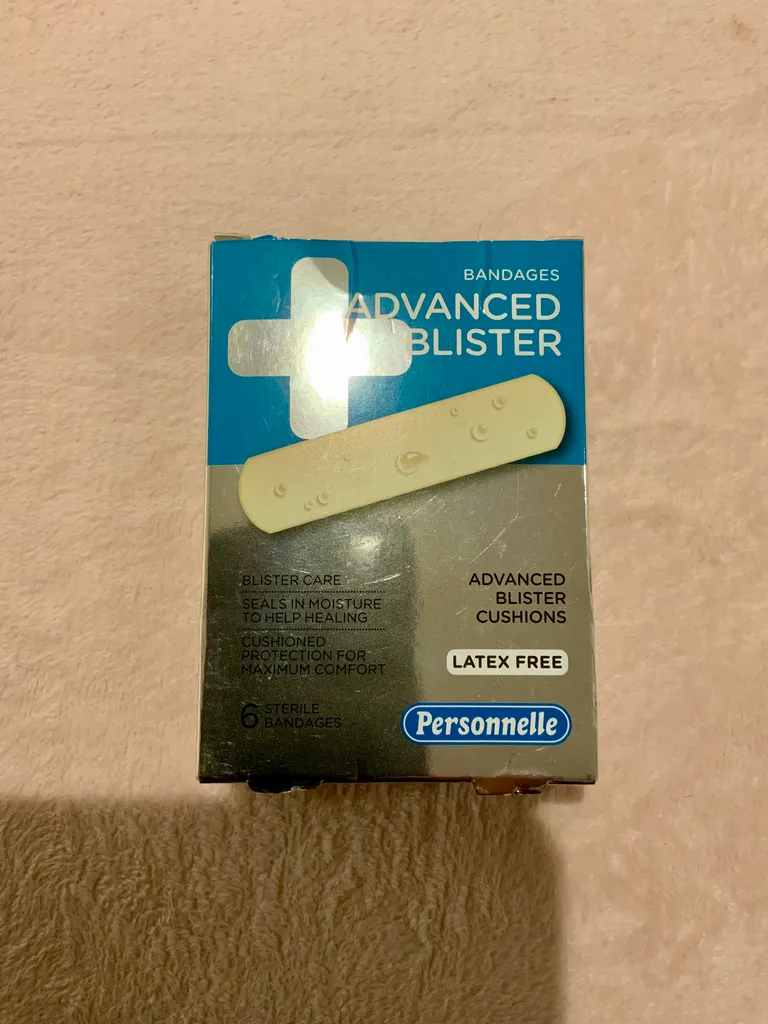 BANDAGES
ADVANCED
BLISTER
BLISTER CARE
SEALS IN MOISTURE
TO HELP HEALING
CUSHIONED
PROTECTION FOR
MAXIMUM COMFORT
6 STERILE
BANDAGES
ADVANCED
BLISTER
CUSHIONS
LATEX FREE
Personnelle